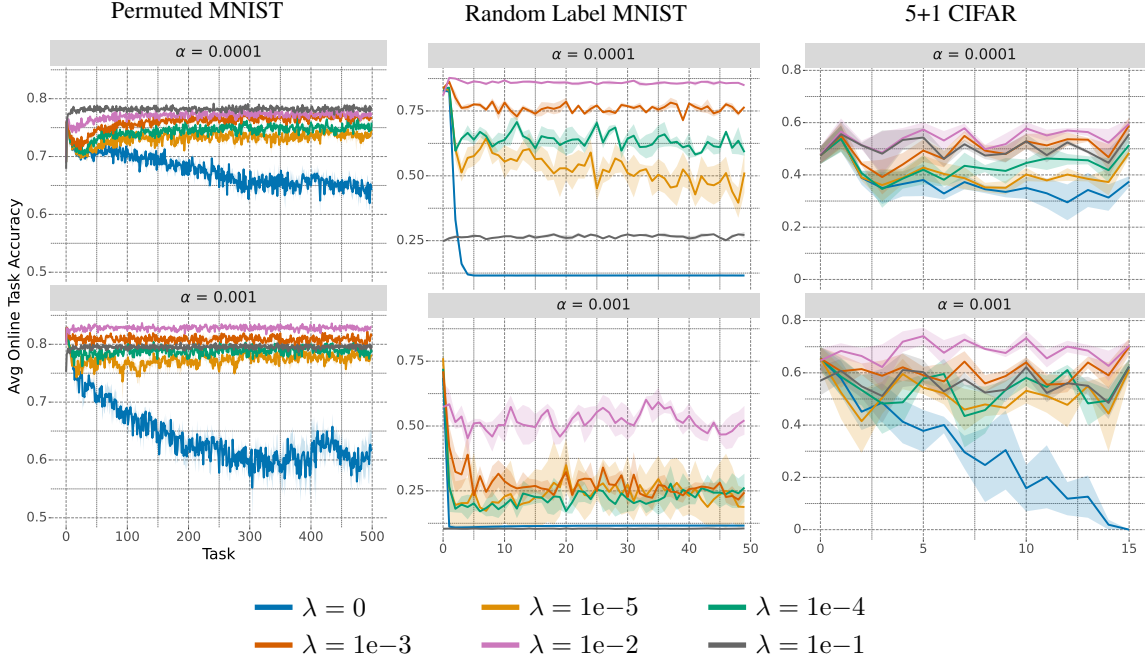 Permuted MNIST
Random Label MNIST
5+1 CIFAR
Avg Online Task Accuracy
α = 0.0001
0.8
0.7
0.6
0.5
α = 0.0001
0.75
0.50
0.25
α = 0.0001
0.8
0.6
0.4
0.2
0
α = 0.001
0.8
0.7
0.6
0.5
0 100 200 300 400 500
Task
α = 0.001
0.75
0.50
0.25
0 10 20 30 40 50
α = 0.001
0.8
0.6
0.4
0.2
0
0 5 10 15
λ = 0 λ = 1e−5 λ = 1e−4
λ = 1e−3 λ = 1e−2 λ = 1e−1